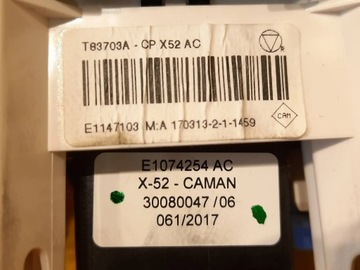 T83703A - CP X52 AC
R
E1147103 M:A 170313-2-1-1459
CAM
E1074254 AC
X-52 - CAMAN
30080047 /06
061/2017